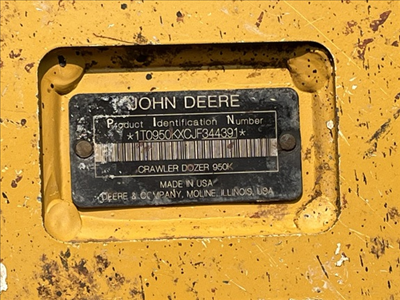 JOHN DEERE
Product Identification Number
*1T0950KXCJF344391*
CRAWLER DOZER 950K
MADE IN USA
DEERE & COMPANY, MOLINE, ILLINOIS, USA